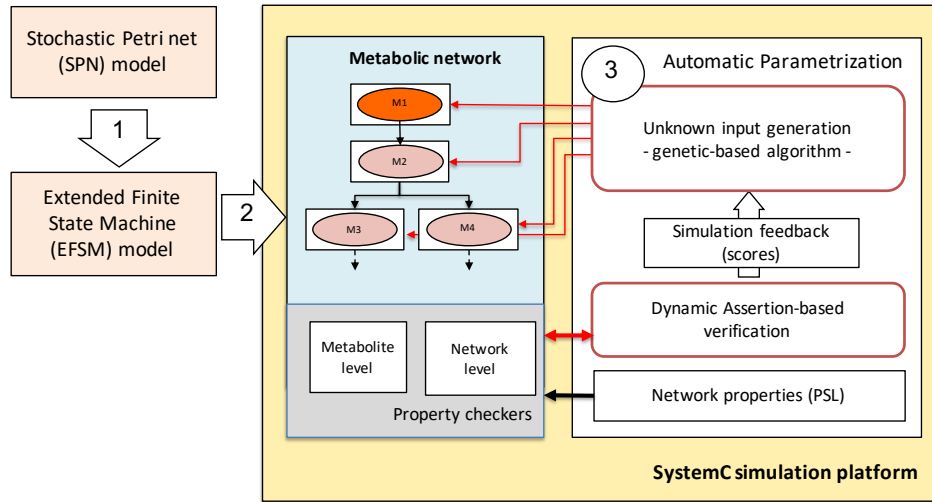 Stochastic Petri net
(SPN) model
1
Extended Finite
State Machine
(EFSM) model
2
Metabolic network
M1
M2
M3
M4
Metabolite
level
Network
level
Property checkers
3
Automatic Parametrization
Unknown input generation
- genetic-based algorithm -
Simulation feedback
(scores)
Dynamic Assertion-based
verification
Network properties (PSL)
SystemC simulation platform